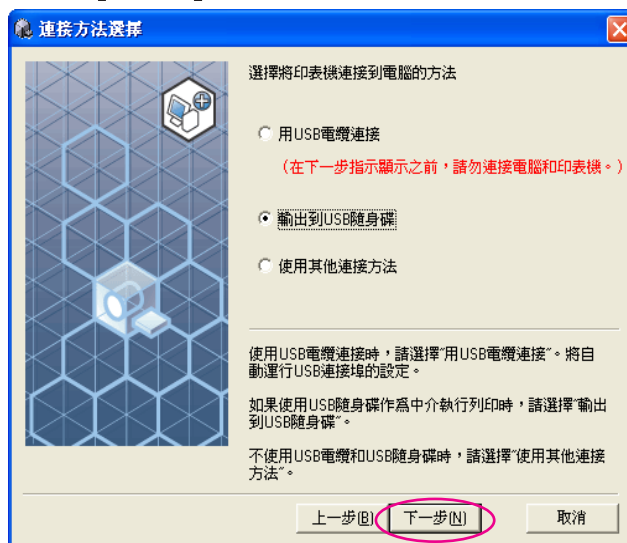 連接方法選擇
選擇將印表機連接到電腦的方法
用USB電纜連接
（在下一步指示顯示之前，請勿連接電腦和印表機。）
輸出到USB隨身碟
使用其他連接方法
使用USB電纜連接時，請選擇"用USB電纜連接"。將自
動運行USB連接埠的設定。
如果使用USB隨身碟作爲中介執行列印時，請選擇"輸出
到USB隨身碟"。
不使用USB電纜和USB隨身碟時，請選擇"使用其他連接
方法"。
上一步(B) 下一步(N) 取消